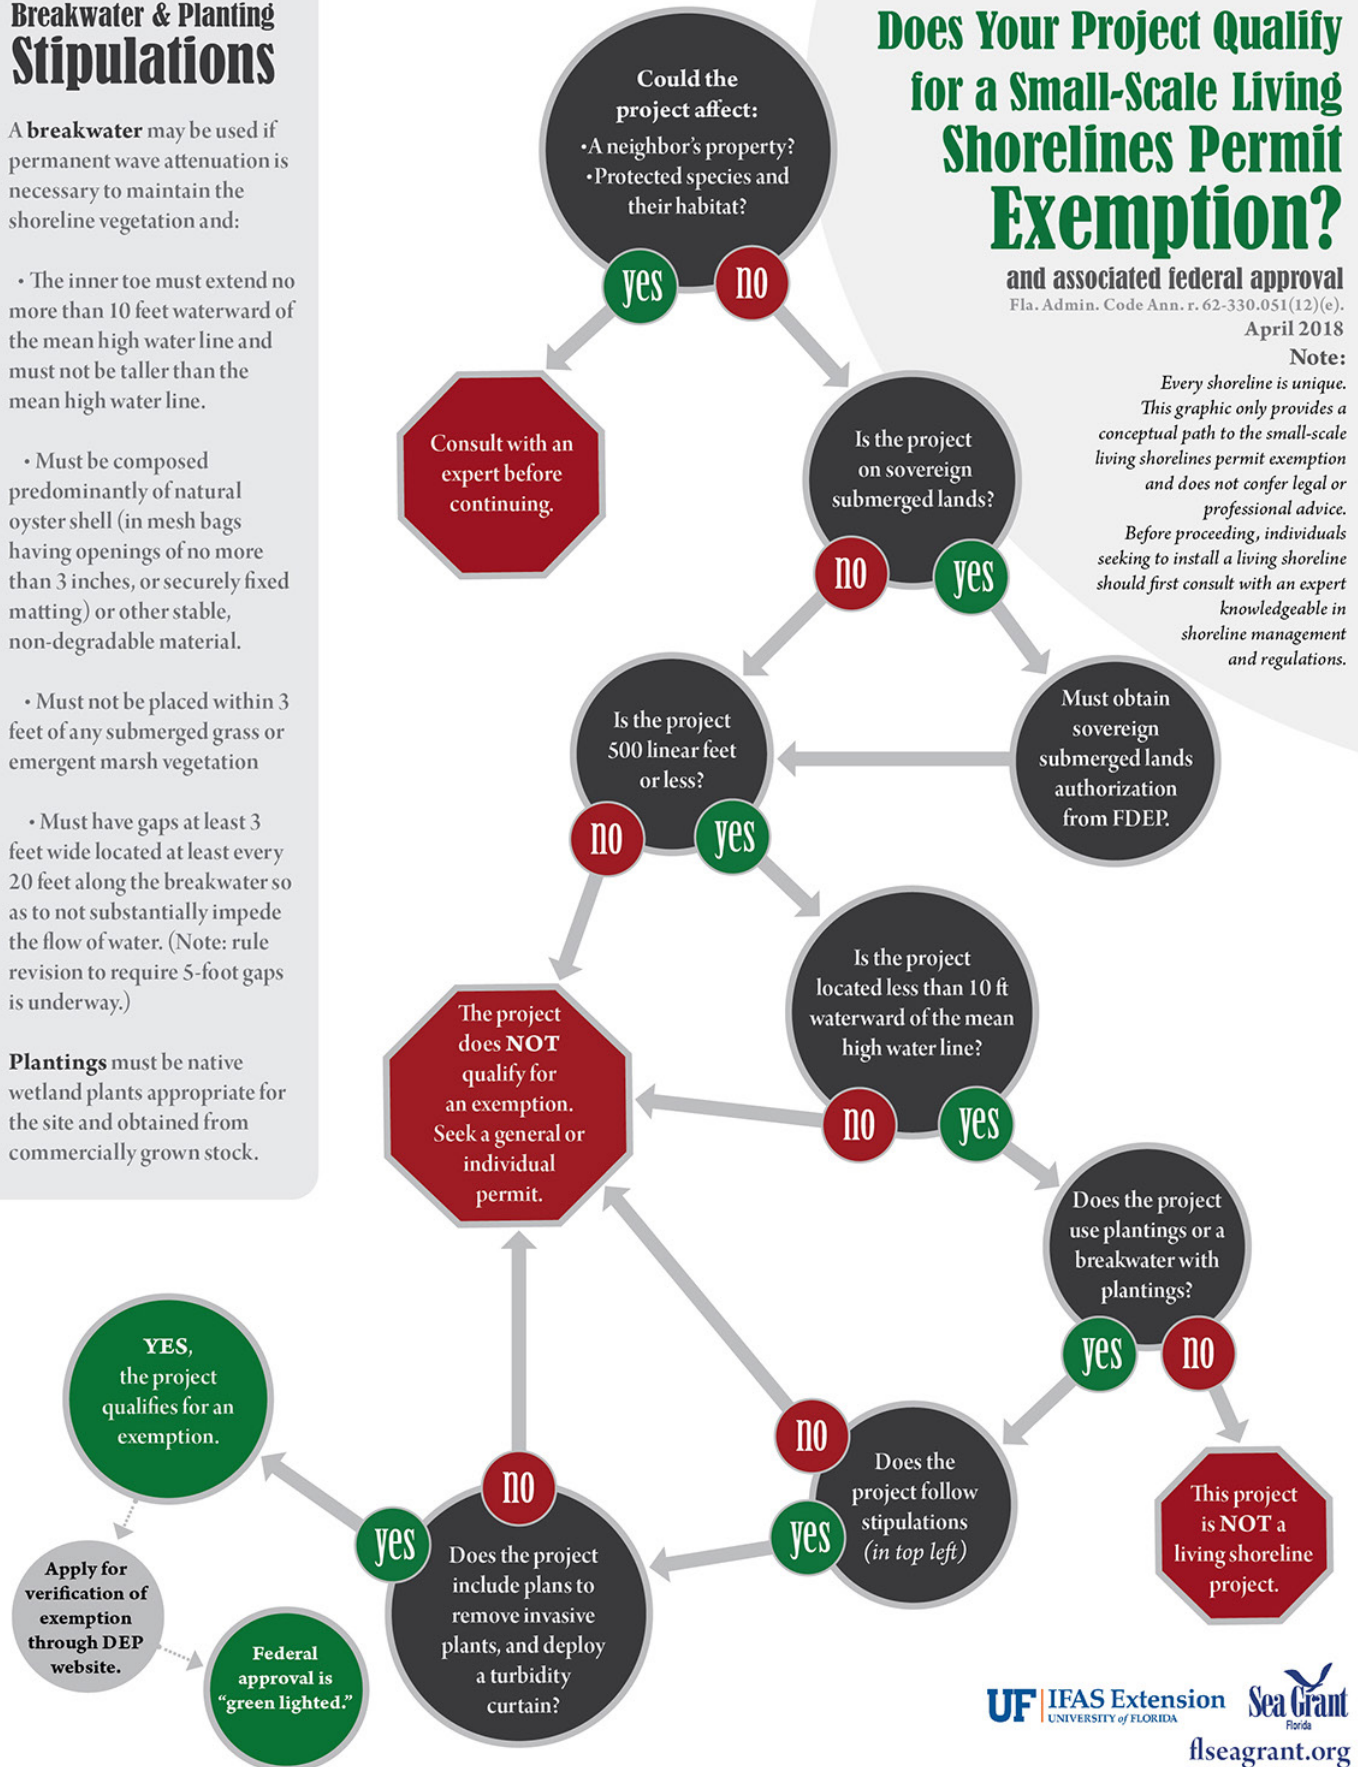 Breakwater & Planting
Stipulations
A breakwater may be used if
permanent wave attenuation is
necessary to maintain the
shoreline vegetation and:
• The inner toe must extend no
more than 10 feet waterward of
the mean high water line and
must not be taller than the
mean high water line.
• Must be composed
predominantly of natural
oyster shell (in mesh bags
having openings of no more
than 3 inches, or securely fixed
matting) or other stable,
non-degradable material.
• Must not be placed within 3
feet of any submerged grass or
emergent marsh vegetation
• Must have gaps at least 3
feet wide located at least every
20 feet along the breakwater so
as to not substantially impede
the flow of water. (Note: rule
revision to require 5-foot gaps
is underway.)
Plantings must be native
wetland plants appropriate for
the site and obtained from
commercially grown stock.
Does Your Project Qualify
for a Small-Scale Living
Shorelines Permit
Exemption?
and associated federal approval
Fla. Admin. Code Ann. r. 62-330.051(12)(e).
April 2018
Note:
Every shoreline is unique.
This graphic only provides a
conceptual path to the small-scale
living shorelines permit exemption
and does not confer legal or
professional advice.
Before proceeding, individuals
seeking to install a living shoreline
should first consult with an expert
knowledgeable in
shoreline management
and regulations.
Could the
project affect:
•A neighbor's property?
•Protected species and
their habitat?
yes
no
Consult with an
expert before
continuing.
Is the project
on sovereign
submerged lands?
no
yes
Must obtain
sovereign
submerged lands
authorization
from FDEP.
Is the project
500 linear feet
or less?
no
yes
Is the project
located less than 10 ft
waterward of the mean
high water line?
no
yes
The project
does NOT
qualify for
an exemption.
Seek a general or
individual
permit.
Does the project
use plantings or a
breakwater with
plantings?
yes
no
This project
is NOT a
living shoreline
project.
Does the
project follow
stipulations
(in top left)
no
yes
Does the project
include plans to
remove invasive
plants, and deploy
a turbidity
curtain?
no
yes
YES,
the project
qualifies for an
exemption.
Apply for
verification of
exemption
through DEP
website.
Federal
approval is
"green lighted."
UF IFAS Extension
UNIVERSITY of FLORIDA
Sea Grant
Florida
flseagrant.org